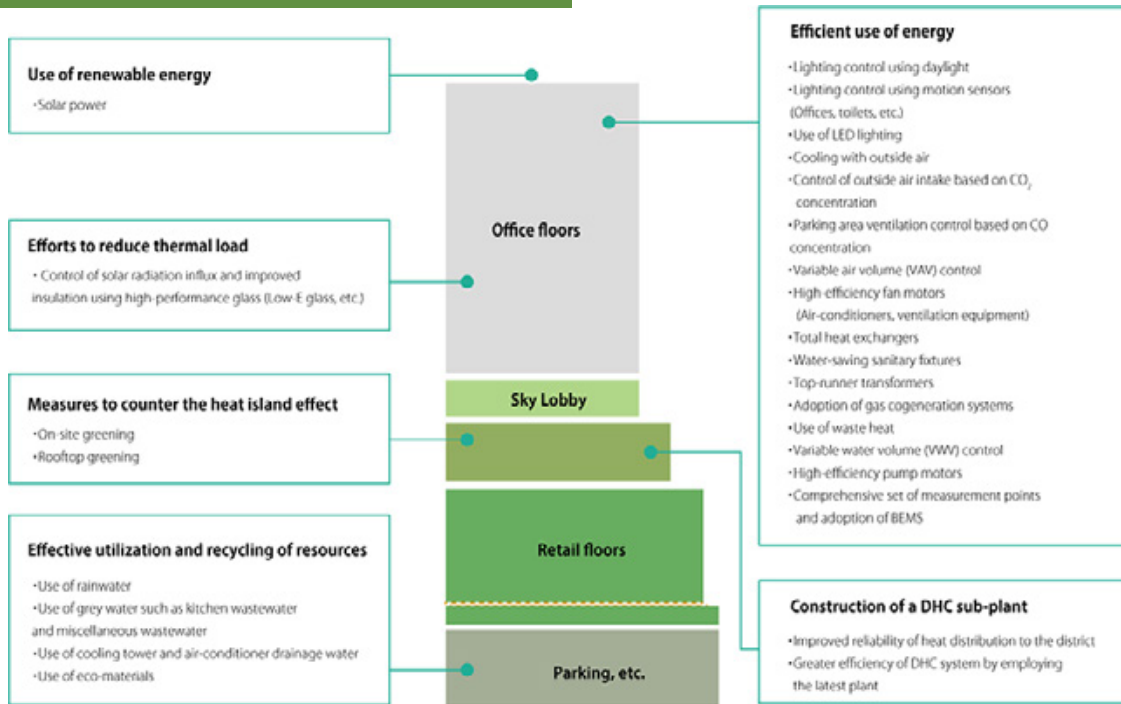 Use of renewable energy
・Solar power
Efforts to reduce thermal load
・Control of solar radiation influx and improved
insulation using high-performance glass (Low-E glass, etc.)
Measures to counter the heat island effect
・On-site greening
・Rooftop greening
Effective utilization and recycling of resources
・Use of rainwater
・Use of grey water such as kitchen wastewater
and miscellaneous wastewater
・Use of cooling tower and air-conditioner drainage water
・Use of eco-materials
Office floors
Sky Lobby
Retail floors
Parking, etc.
Efficient use of energy
・Lighting control using daylight
・Lighting control using motion sensors
(Offices, toilets, etc.)
・Use of LED lighting
・Cooling with outside air
・Control of outside air intake based on CO₂
concentration
・Parking area ventilation control based on CO
concentration
・Variable air volume (VAV) control
・High-efficiency fan motors
(Air-conditioners, ventilation equipment)
・Total heat exchangers
・Water-saving sanitary fixtures
・Top-runner transformers
・Adoption of gas cogeneration systems
・Use of waste heat
・Variable water volume (VWV) control
・High-efficiency pump motors
・Comprehensive set of measurement points
and adoption of BEMS
Construction of a DHC sub-plant
・Improved reliability of heat distribution to the district
・Greater efficiency of DHC system by employing
the latest plant